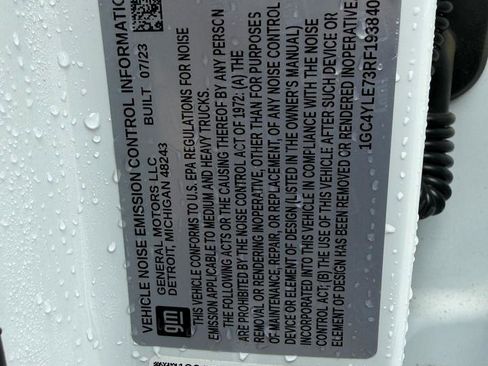 VEHICLE NOISE EMISSION CONTROL INFORMATION
BUILT 07/23
GENERAL MOTORS LLC
DETROIT, MICHIGAN 48243
gm
THIS VEHICLE CONFORMS TO U.S. EPA REGULATIONS FOR NOISE
EMISSION APPLICABLE TO MEDIUM AND HEAVY TRUCKS.
THE FOLLOWING ACTS OR THE CAUSING THEREOF BY ANY PERSON
ARE PROHIBITED BY THE NOISE CONTROL ACT OF 1972: (A) THE
REMOVAL OR RENDERING INOPERATIVE, OTHER THAN FOR PURPOSES
OF MAINTENANCE, REPAIR, OR REPLACEMENT, OF ANY NOISE CONTROL
DEVICE OR ELEMENT OF DESIGN (LISTED IN THE OWNER'S MANUAL)
INCORPORATED INTO THIS VEHICLE IN COMPLIANCE WITH THE NOISE
CONTROL ACT; (B) THE USE OF THIS VEHICLE AFTER SUCH DEVICE OR
ELEMENT OF DESIGN HAS BEEN REMOVED OR RENDERED INOPERATIVE.
1GC4YLE73RF193840